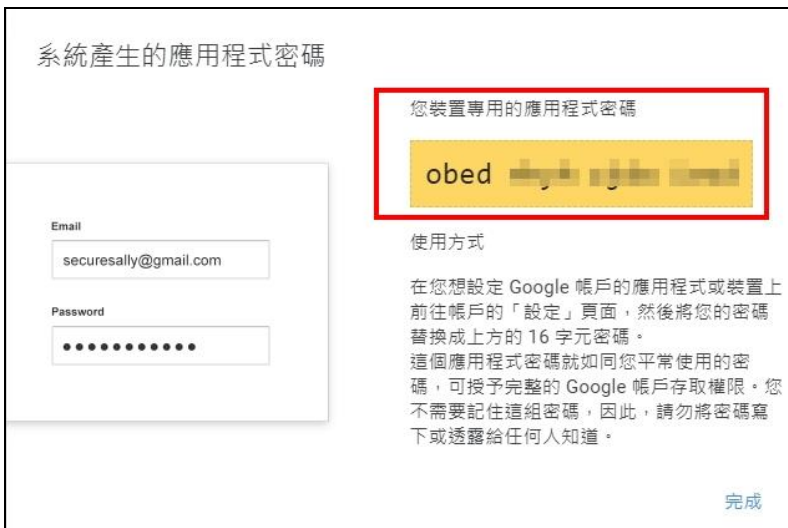 系統產生的應用程式密碼
Email
securesally@gmail.com
Password
您裝置專用的應用程式密碼
obed
使用方式
在您想設定 Google 帳戶的應用程式或裝置上
前往帳戶的「設定」頁面，然後將您的密碼
替換成上方的 16 字元密碼。
這個應用程式密碼就如同您平常使用的密
碼，可授予完整的 Google 帳戶存取權限。您
不需要記住這組密碼，因此，請勿將密碼寫
下或透露給任何人知道。
完成